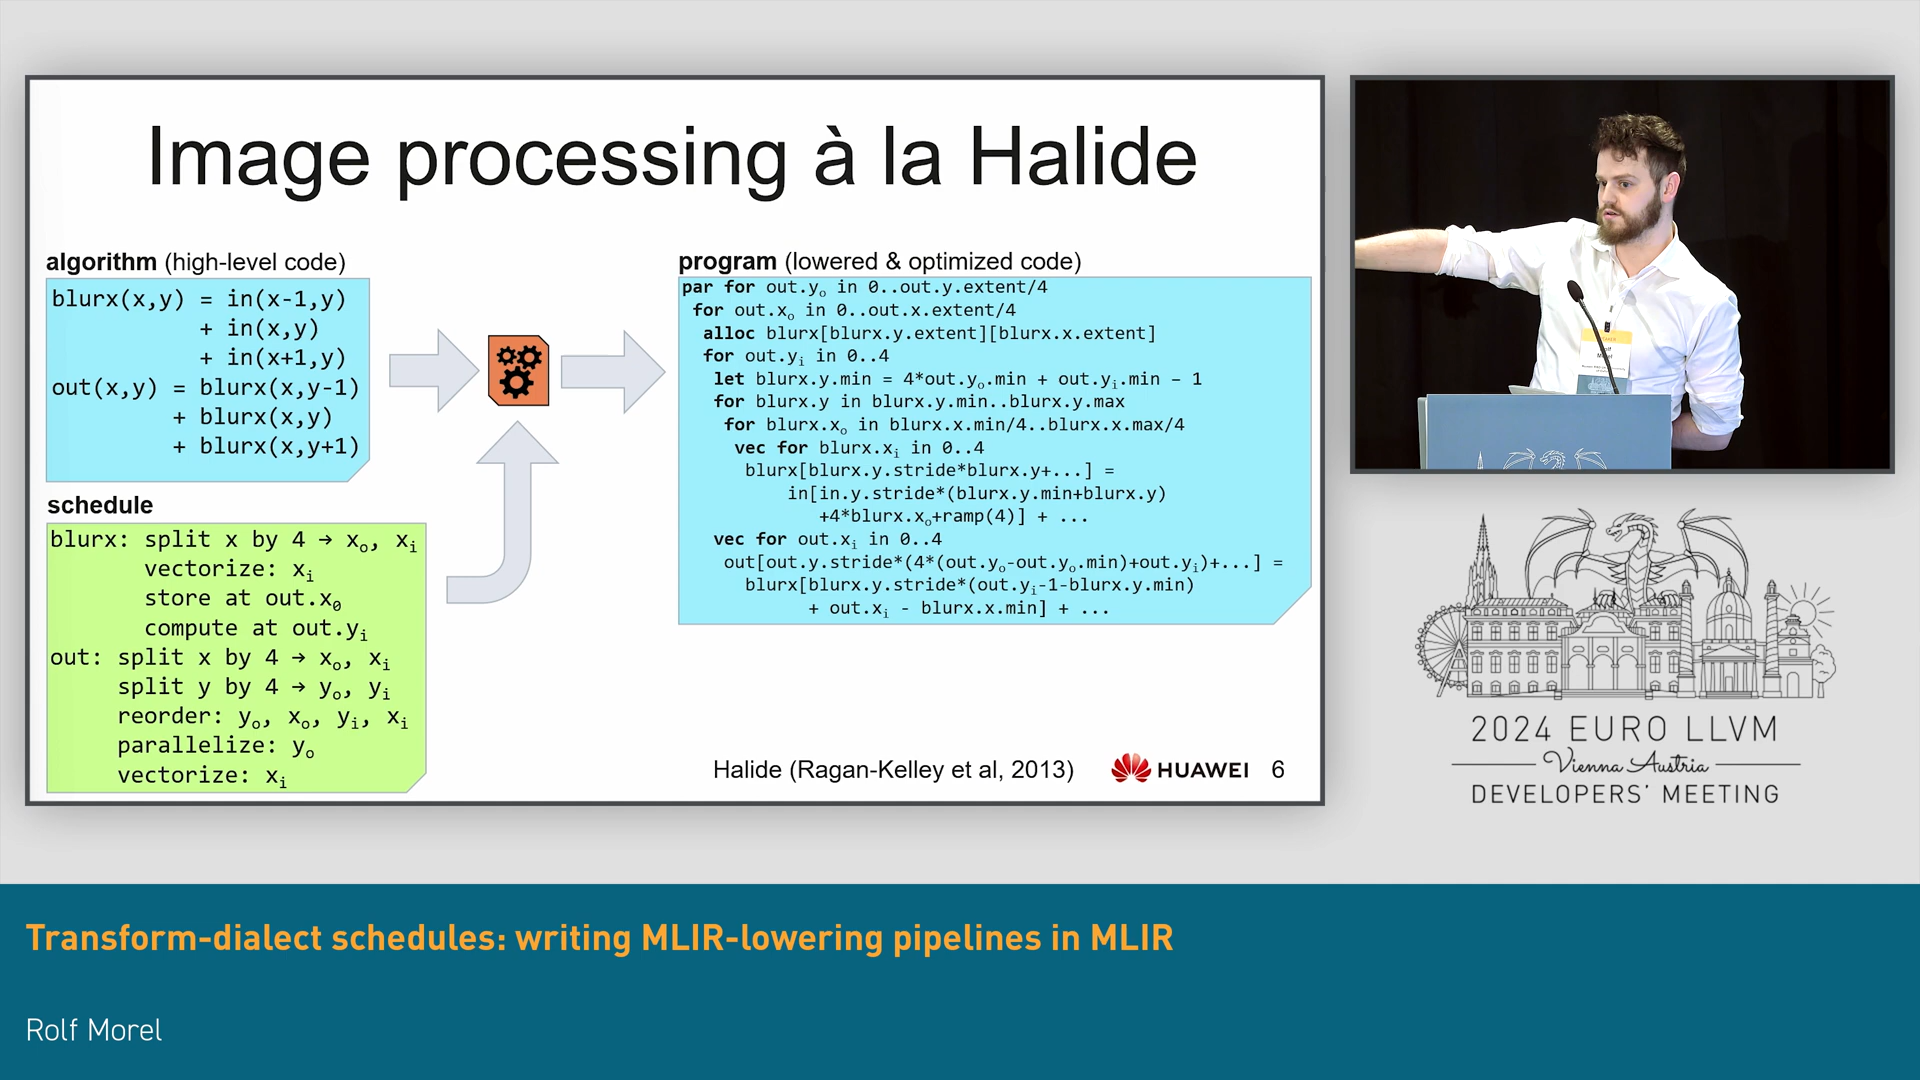 Image processing à la Halide
algorithm (high-level code)
blurx(x,y) = in(x-1,y)
+ in(x,y)
+ in(x+1,y)
out(x,y) = blurx(x,y-1)
+ blurx(x,y)
+ blurx(x,y+1)
schedule
blurx: split x by 4 → xₒ, xᵢ
vectorize: xᵢ
store at out.x₀
compute at out.yᵢ
out: split x by 4 → xₒ, xᵢ
split y by 4 → yₒ, yᵢ
reorder: yₒ, xₒ, yᵢ, xᵢ
parallelize: yₒ
vectorize: xᵢ
program (lowered & optimized code)
par for out.yₒ in 0..out.y.extent/4
for out.xₒ in 0..out.x.extent/4
alloc blurx[blurx.y.extent][blurx.x.extent]
for out.yᵢ in 0..4
let blurx.y.min = 4*out.yₒ.min + out.yᵢ.min – 1
for blurx.y in blurx.y.min..blurx.y.max
for blurx.xₒ in blurx.x.min/4..blurx.x.max/4
vec for blurx.xᵢ in 0..4
blurx[blurx.y.stride*blurx.y+...] =
in[in.y.stride*(blurx.y.min+blurx.y)
+4*blurx.xₒ+ramp(4)] + ...
vec for out.xᵢ in 0..4
out[out.y.stride*(4*(out.yₒ-out.yₒ.min)+out.yᵢ)+...] =
blurx[blurx.y.stride*(out.yᵢ-1-blurx.y.min)
+ out.xᵢ - blurx.x.min] + ...
Halide (Ragan-Kelley et al, 2013)
HUAWEI 6
2024 EURO LLVM
Vienna Austria
DEVELOPERS' MEETING
Transform-dialect schedules: writing MLIR-lowering pipelines in MLIR
Rolf Morel